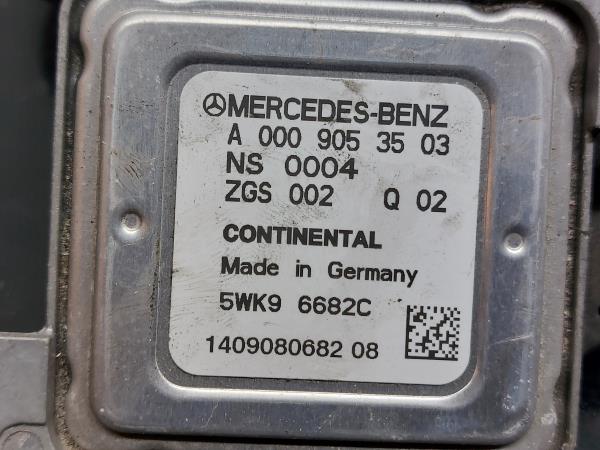 MERCEDES-BENZ
A 000 905 35 03
NS 0004
ZGS 002 Q 02
CONTINENTAL
Made in Germany
5WK9 6682C
1409080682 08